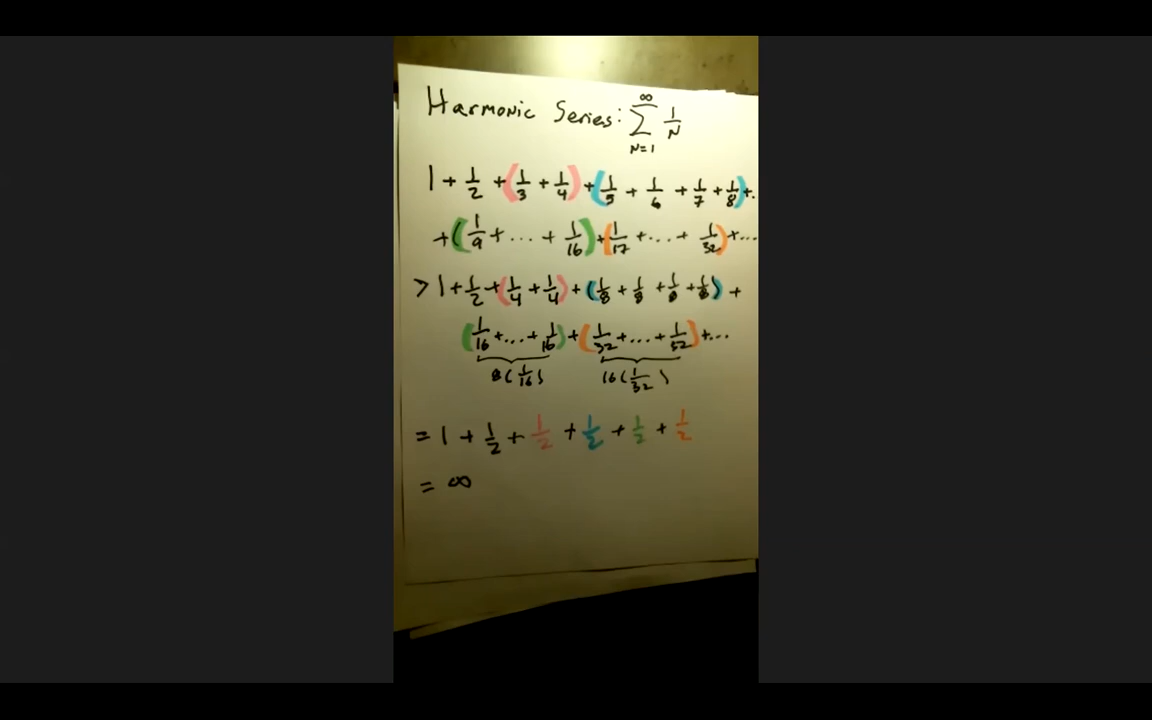 Harmonic Series: ∞∑N=1 1/N
1 + 1/2 + (1/3 + 1/4) + (1/5 + 1/6 + 1/7 + 1/8) + ..
+ (1/9 + ... + 1/16) + (1/17 + ... + 1/32) + ...
> 1 + 1/2 + (1/4 + 1/4) + (1/8 + 1/8 + 1/8 + 1/8) +
(1/16 + ... + 1/16) + (1/32 + ... + 1/32) + ...
8(1/16) 16(1/32)
= 1 + 1/2 + 1/2 + 1/2 + 1/2 + 1/2
= ∞